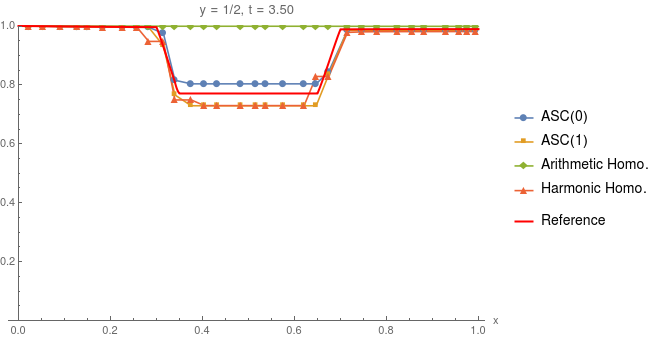 y = 1/2, t = 3.50
1.0
0.8
0.6
0.4
0.2
0.0 0.2 0.4 0.6 0.8 1.0
x
ASC(0)
ASC(1)
Arithmetic Homo.
Harmonic Homo.
Reference